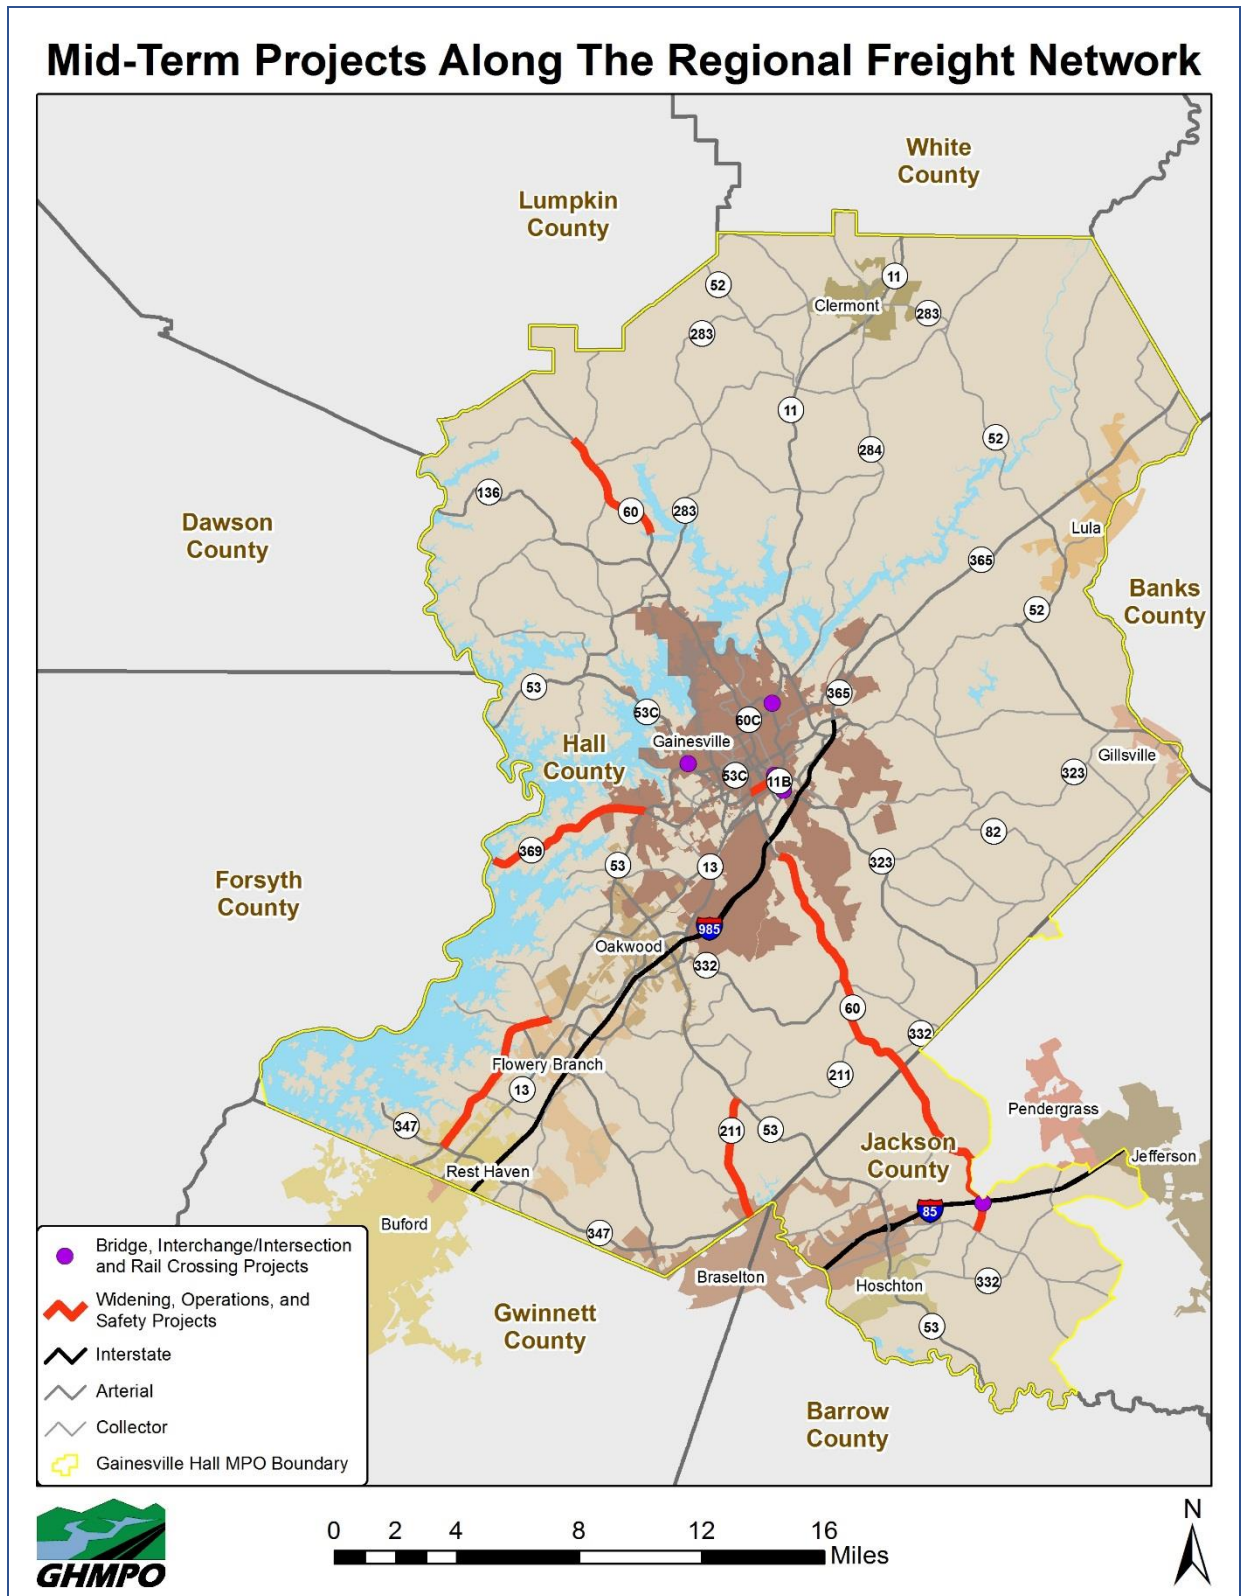 Mid-Term Projects Along The Regional Freight Network
White
County
Lumpkin
County
11
52
Clermont
283
283
11
52
284
136
60
283
Dawson
County
Lula
365
Banks
County
52
53
365
53C
60C
Gainesville
Hall
County
Gillsville
53C
11B
323
82
369
53
13
323
Forsyth
County
985
Oakwood
332
60
332
Flowery Branch
211
13
Pendergrass
347
211
53
Jackson
County
Jefferson
Rest Haven
85
Buford
347
Braselton
Hoschton
332
Gwinnett
County
53
Barrow
County
Bridge, Interchange/Intersection
and Rail Crossing Projects
Widening, Operations, and
Safety Projects
Interstate
Arterial
Collector
Gainesville Hall MPO Boundary
GHMPO
0 2 4 8 12 16
Miles
N